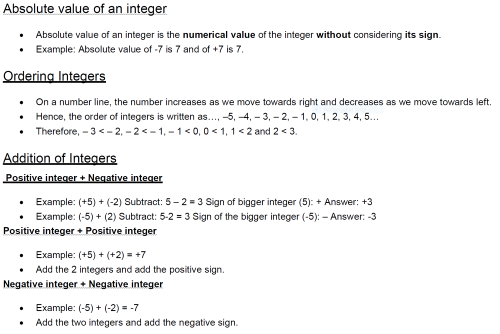 Absolute value of an integer
• Absolute value of an integer is the numerical value of the integer without considering its sign.
• Example: Absolute value of -7 is 7 and of +7 is 7.
Ordering Integers
• On a number line, the number increases as we move towards right and decreases as we move towards left.
• Hence, the order of integers is written as…, –5, –4, – 3, – 2, – 1, 0, 1, 2, 3, 4, 5…
• Therefore, – 3 < – 2, – 2 < – 1, – 1 < 0, 0 < 1, 1 < 2 and 2 < 3.
Addition of Integers
Positive integer + Negative integer
• Example: (+5) + (-2) Subtract: 5 – 2 = 3 Sign of bigger integer (5): + Answer: +3
• Example: (-5) + (2) Subtract: 5-2 = 3 Sign of the bigger integer (-5): – Answer: -3
Positive integer + Positive integer
• Example: (+5) + (+2) = +7
• Add the 2 integers and add the positive sign.
Negative integer + Negative integer
• Example: (-5) + (-2) = -7
• Add the two integers and add the negative sign.